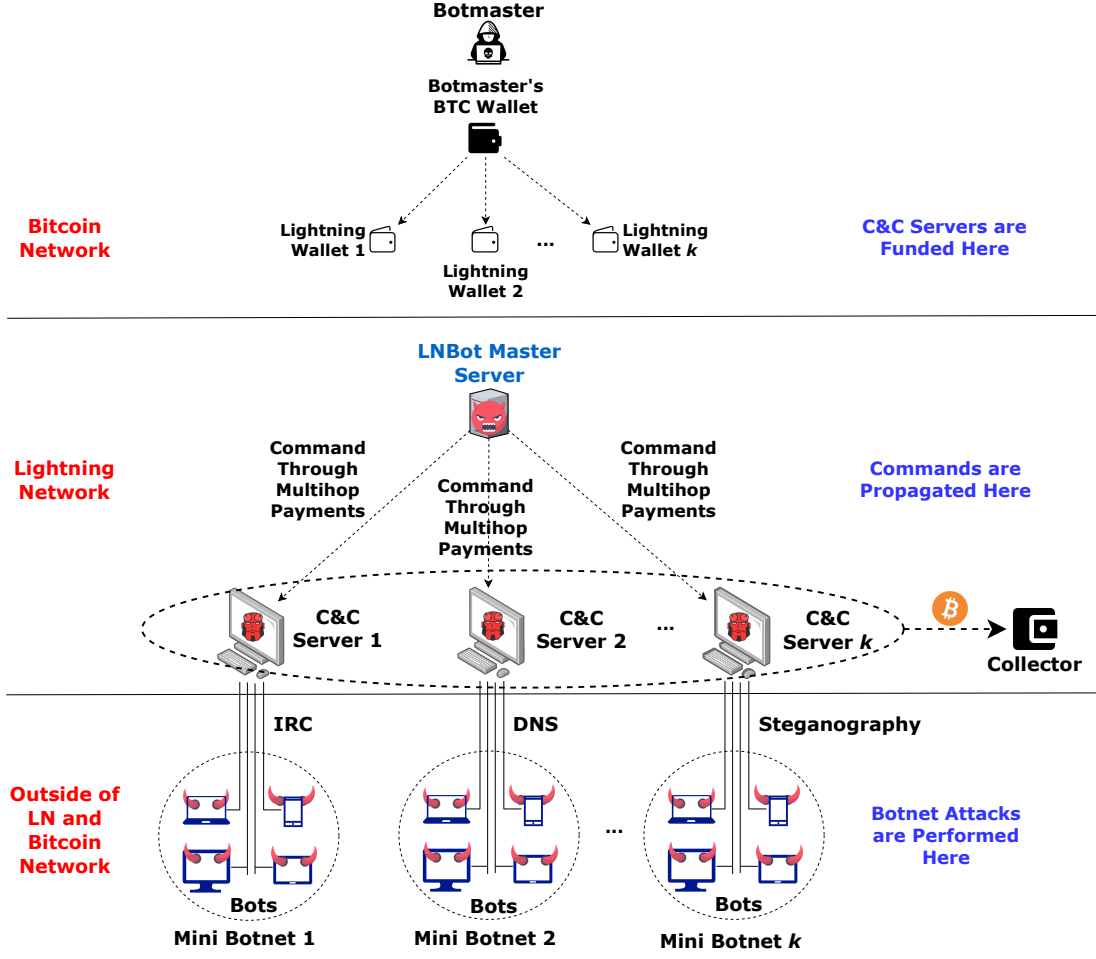 Botmaster
Botmaster's
BTC Wallet
Bitcoin
Network
Lightning
Wallet 1
Lightning
Wallet 2
...
Lightning
Wallet k
C&C Servers are
Funded Here
LNBot Master
Server
Lightning
Network
Command
Through
Multihop
Payments
Command
Through
Multihop
Payments
Command
Through
Multihop
Payments
Commands are
Propagated Here
C&C
Server 1
C&C
Server 2
...
C&C
Server k
Collector
IRC
DNS
Steganography
Outside of
LN and
Bitcoin
Network
Bots
Mini Botnet 1
Bots
Mini Botnet 2
...
Bots
Mini Botnet k
Botnet Attacks
are Performed
Here